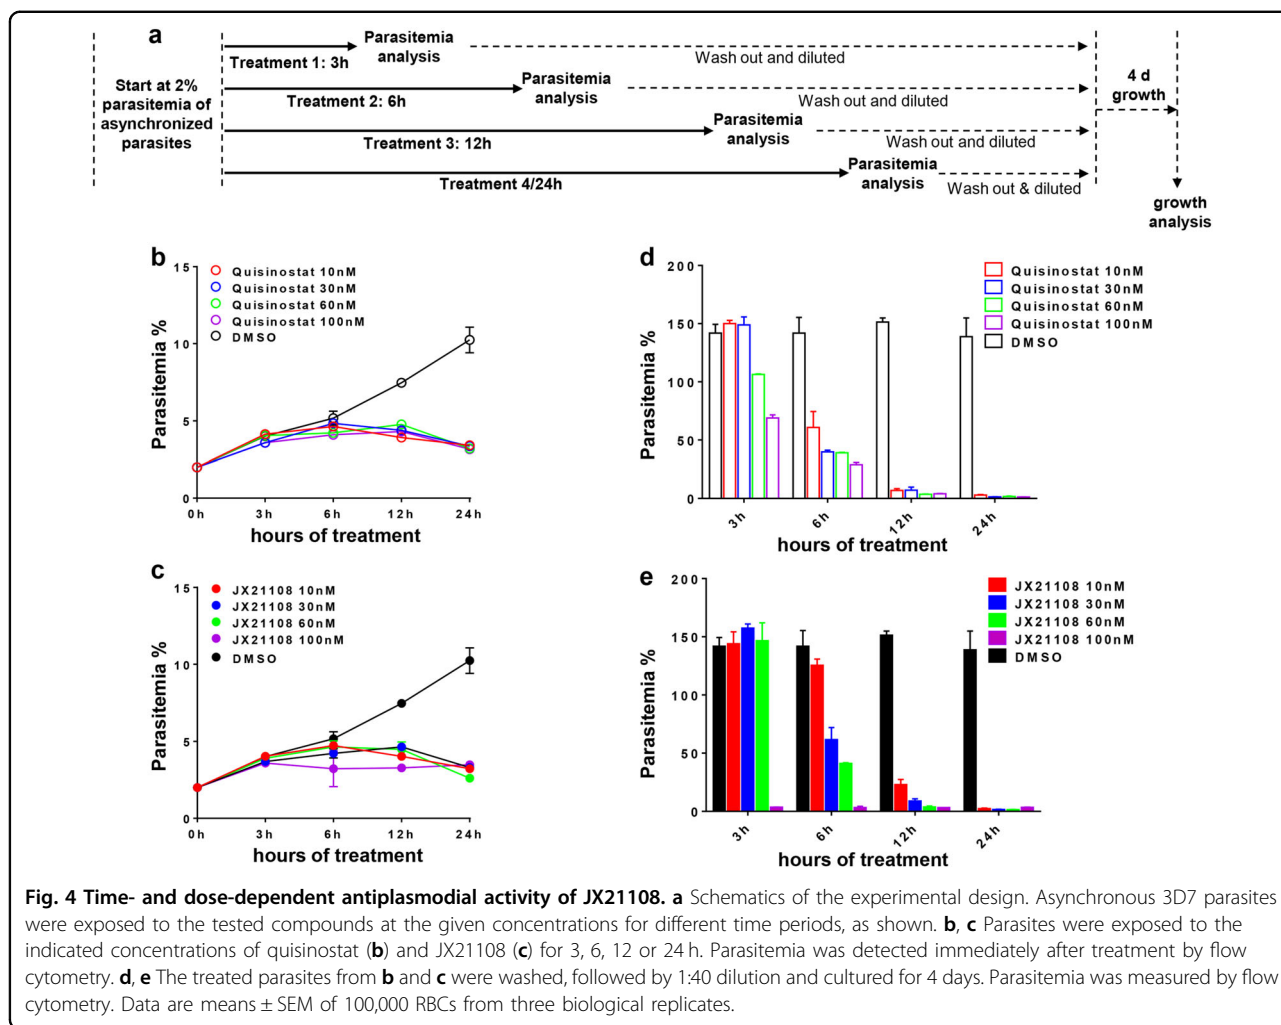 a
Start at 2%
parasitemia of
asynchronized
parasites
Treatment 1: 3h
Parasitemia
analysis
Wash out and diluted
Treatment 2: 6h
Parasitemia
analysis
Wash out and diluted
Treatment 3: 12h
Parasitemia
analysis
Wash out and diluted
Treatment 4/24h
Parasitemia
analysis
Wash out & diluted
4 d
growth
growth
analysis
b
Quisinostat 10nM
Quisinostat 30nM
Quisinostat 60nM
Quisinostat 100nM
DMSO
Parasitemia %
15
10
5
0
0h 3h 6h 12h 24h
hours of treatment
d
Quisinostat 10nM
Quisinostat 30nM
Quisinostat 60nM
Quisinostat 100nM
DMSO
Parasitemia %
200
150
100
50
0
3h 6h 12h 24h
hours of treatment
c
JX21108 10nM
JX21108 30nM
JX21108 60nM
JX21108 100nM
DMSO
Parasitemia %
15
10
5
0
0h 3h 6h 12h 24h
hours of treatment
e
JX21108 10nM
JX21108 30nM
JX21108 60nM
JX21108 100nM
DMSO
Parasitemia %
200
150
100
50
0
3h 6h 12h 24h
hours of treatment
Fig. 4 Time- and dose-dependent antiplasmodial activity of JX21108. a Schematics of the experimental design. Asynchronous 3D7 parasites
were exposed to the tested compounds at the given concentrations for different time periods, as shown. b, c Parasites were exposed to the
indicated concentrations of quisinostat (b) and JX21108 (c) for 3, 6, 12 or 24 h. Parasitemia was detected immediately after treatment by flow
cytometry. d, e The treated parasites from b and c were washed, followed by 1:40 dilution and cultured for 4 days. Parasitemia was measured by flow
cytometry. Data are means ± SEM of 100,000 RBCs from three biological replicates.